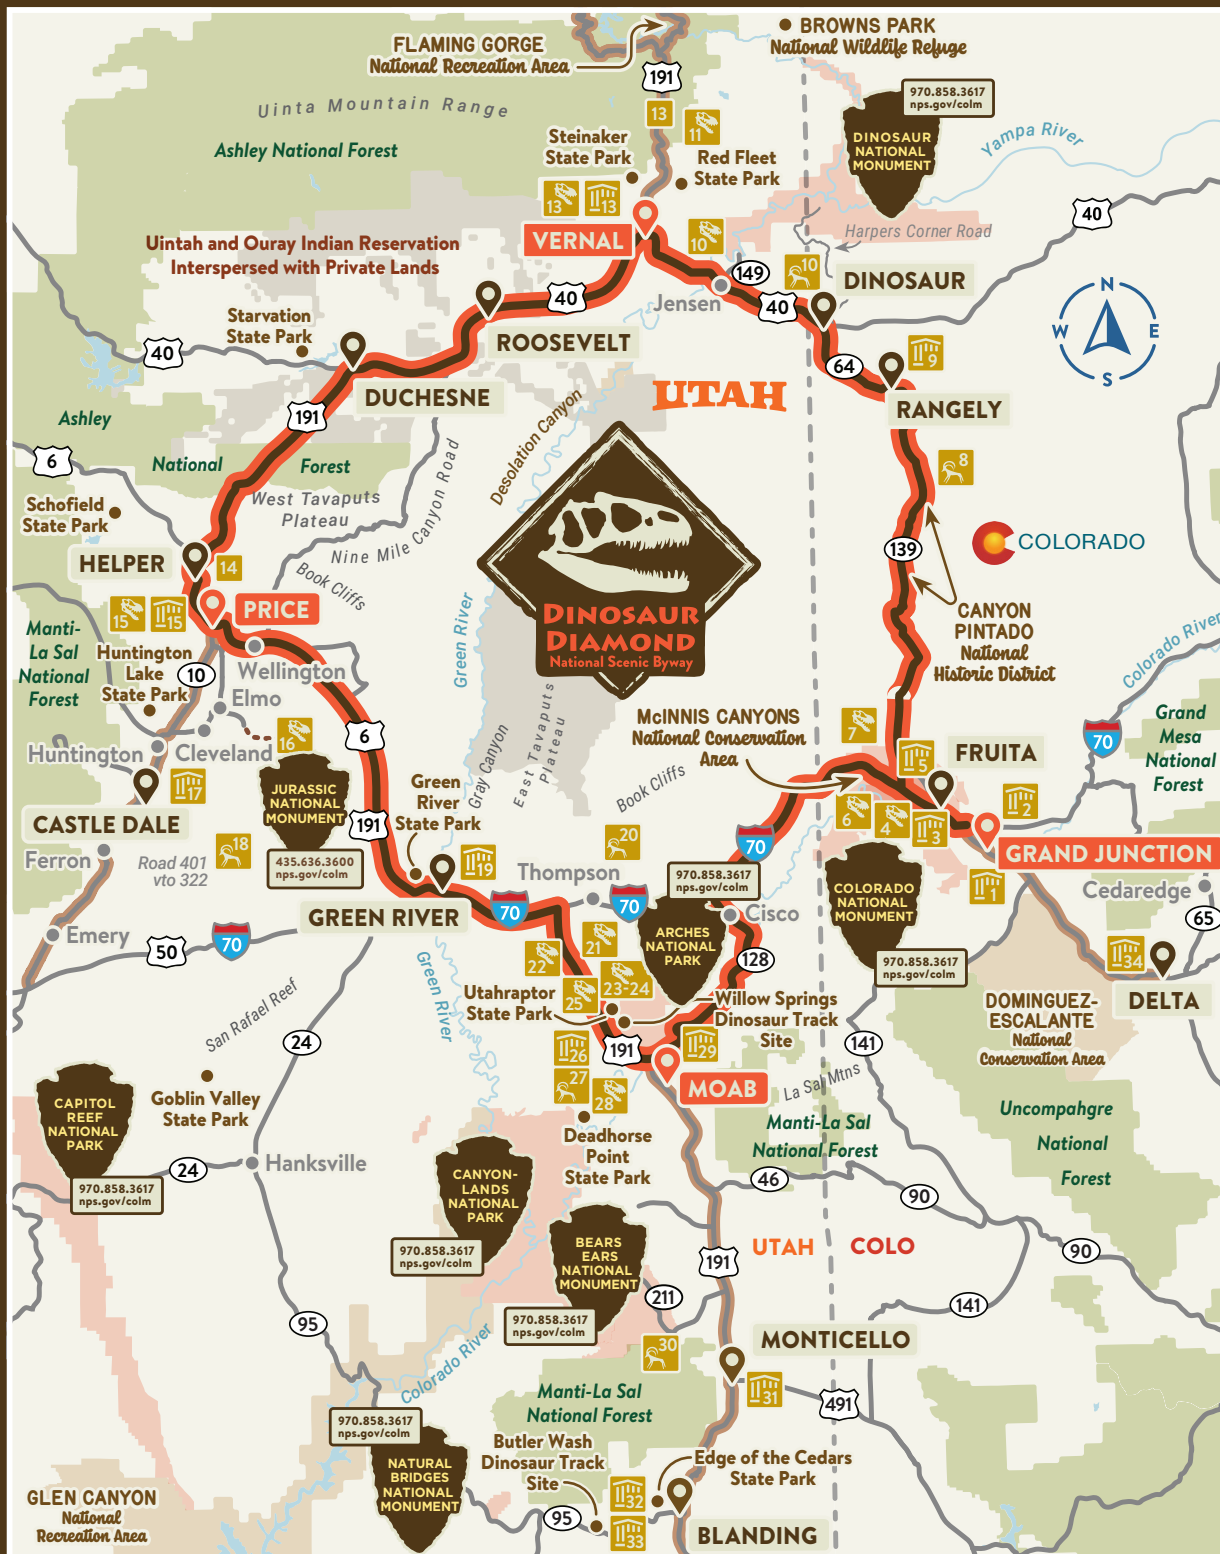 BROWNS PARK
National Wildlife Refuge
FLAMING GORGE
National Recreation Area
191
970.858.3617
nps.gov/colm
Uinta Mountain Range
13
11
Steinaker
State Park
Red Fleet
State Park
DINOSAUR
NATIONAL
MONUMENT
Yampa River
Ashley National Forest
13
13
40
VERNAL
10
Harpers Corner Road
Uintah and Ouray Indian Reservation
Interspersed with Private Lands
149
10
DINOSAUR
Jensen
40
40
N
W
E
S
Starvation
State Park
ROOSEVELT
40
64
9
DUCHESNE
UTAH
RANGELY
191
Ashley
National
Forest
6
Desolation Canyon
8
West Tavaputs
Plateau
Nine Mile Canyon Road
Schofield
State Park
139
COLORADO
HELPER
14
Book Cliffs
PRICE
15
15
DINOSAUR
DIAMOND
National Scenic Byway
Green River
CANYON
PINTADO
National
Historic District
Manti-
La Sal
National
Forest
Huntington
Lake
State Park
10
Wellington
Elmo
Colorado River
McINNIS CANYONS
National Conservation
Area
7
Grand
Mesa
National
Forest
6
16
Huntington
Cleveland
Gray Canyon
East Tavaputs
Plateau
Book Cliffs
70
5
FRUITA
17
JURASSIC
NATIONAL
MONUMENT
Green
River
State Park
6
4
3
2
CASTLE DALE
191
435.636.3600
nps.gov/colm
18
Ferron
Road 401
vto 322
20
70
GRAND JUNCTION
19
Thompson
970.858.3617
nps.gov/colm
COLORADO
NATIONAL
MONUMENT
1
Cedaredge
GREEN RIVER
70
70
Cisco
65
Emery
50
70
21
22
ARCHES
NATIONAL
PARK
128
970.858.3617
nps.gov/colm
34
DELTA
Green River
23-24
25
Utahraptor
State Park
Willow Springs
Dinosaur Track
Site
DOMINGUEZ-
ESCALANTE
National
Conservation Area
San Rafael Reef
24
26
191
29
141
27
28
MOAB
La Sal Mtns
Goblin Valley
State Park
CAPITOL
REEF
NATIONAL
PARK
970.858.3617
nps.gov/colm
Deadhorse
Point
State Park
Manti-La Sal
National Forest
Uncompahgre
National
Forest
24
Hanksville
CANYON-
LANDS
NATIONAL
PARK
970.858.3617
nps.gov/colm
46
90
BEARS
EARS
NATIONAL
MONUMENT
970.858.3617
nps.gov/colm
191
UTAH
COLO
90
211
141
95
MONTICELLO
Colorado River
30
31
491
Manti-La Sal
National Forest
970.858.3617
nps.gov/colm
NATURAL
BRIDGES
NATIONAL
MONUMENT
Butler Wash
Dinosaur Track
Site
Edge of the Cedars
State Park
32
33
95
BLANDING
GLEN CANYON
National
Recreation Area